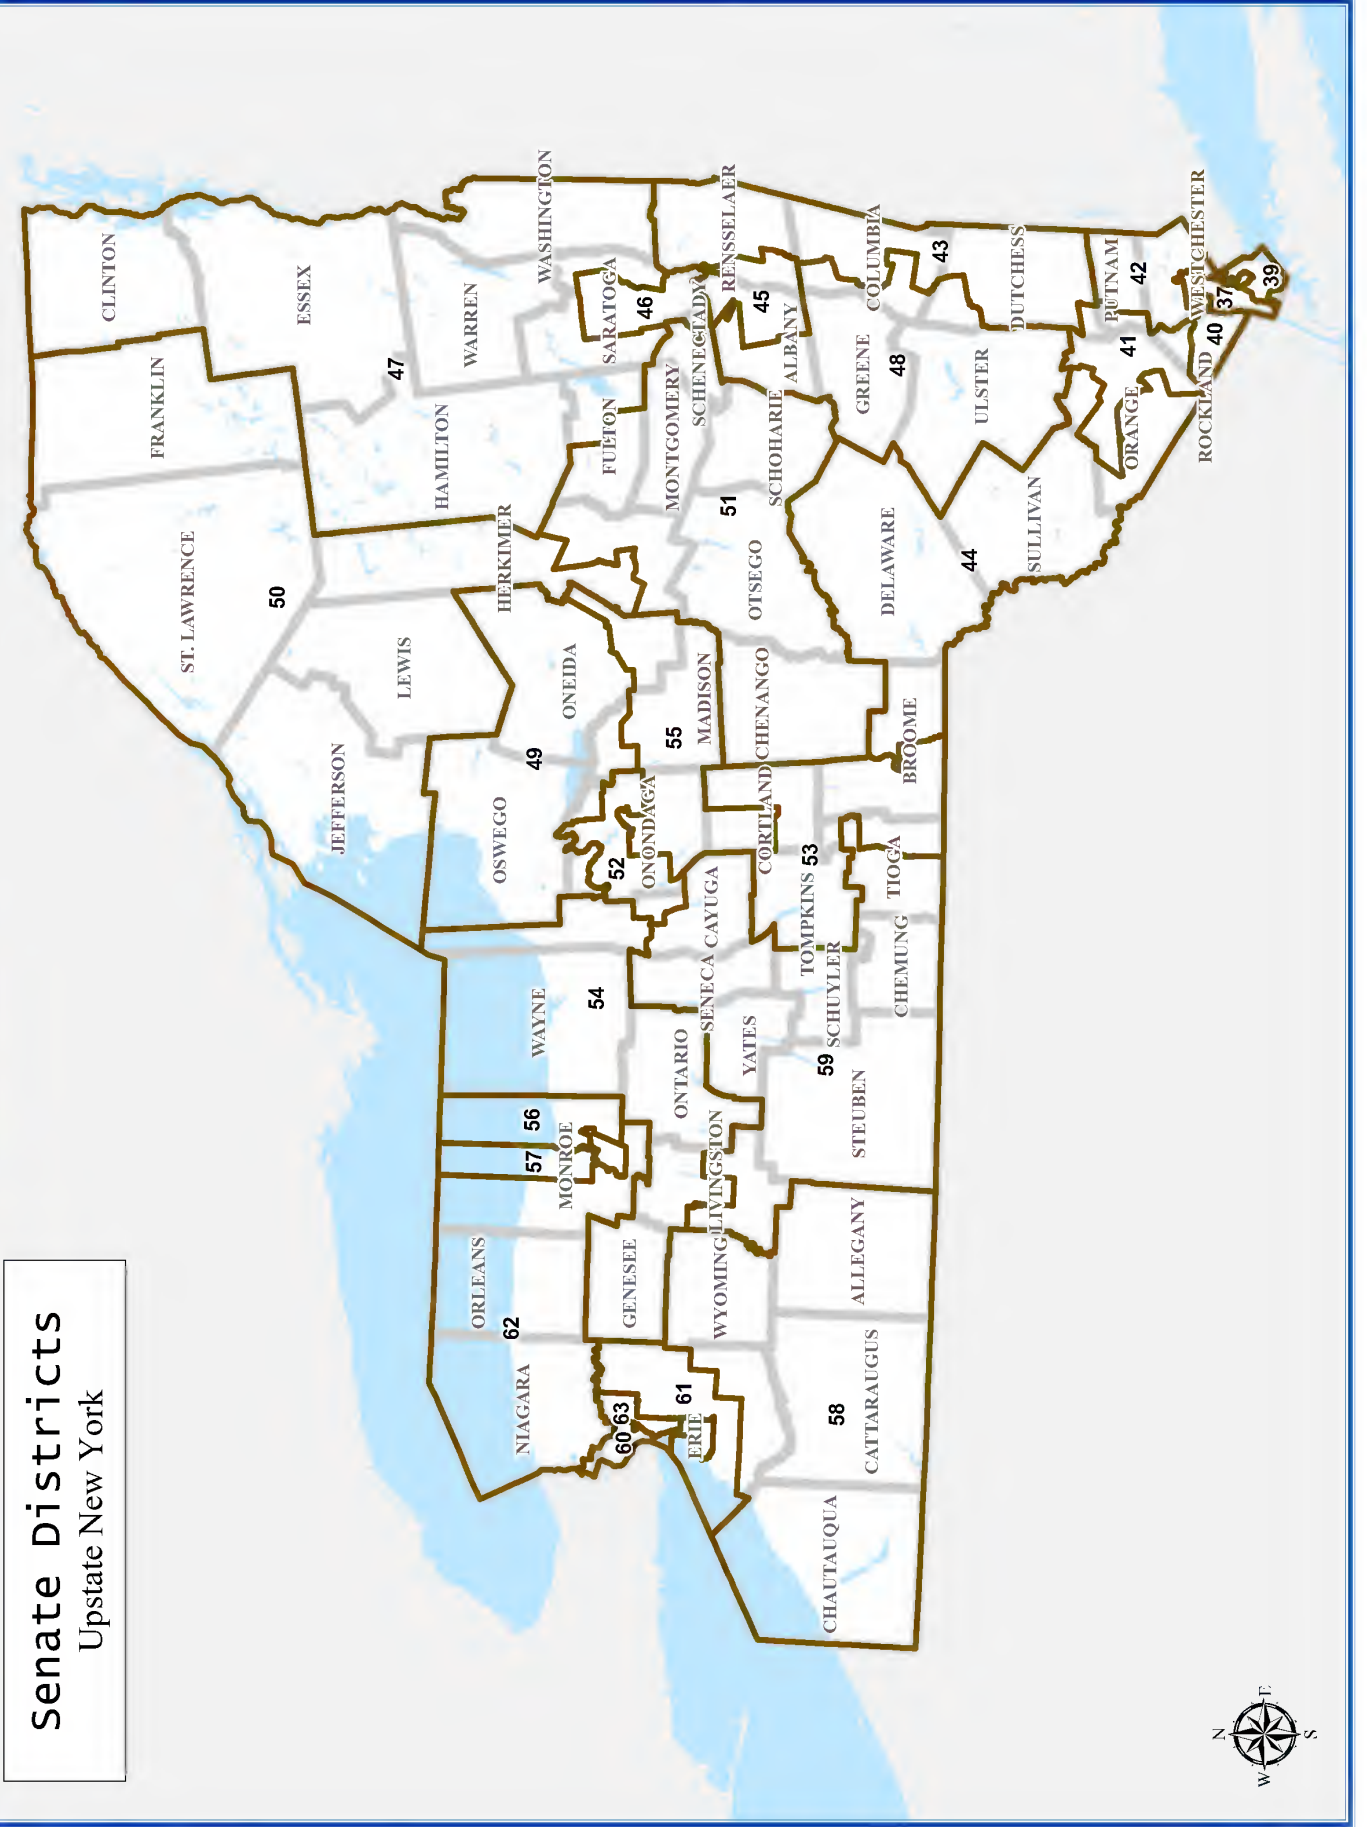 Senate Districts
Upstate New York
CLINTON
FRANKLIN
ST. LAWRENCE
ESSEX
50
JEFFERSON
47
LEWIS
HAMILTON
WARREN
HERKIMER
WASHINGTON
OSWEGO
49
ONEIDA
ORLEANS
62
NIAGARA
56
57
MONROE
WAYNE
54
FULTON
SARATOGA
46
52
ONONDAGA
55
MADISON
MONTGOMERY
SCHENECTADY
RENSSELAER
GENESEE
60
63
61
ERIE
WYOMING
LIVINGSTON
ONTARIO
SENECA
CAYUGA
YATES
CORTLAND
CHENANGO
OTSEGO
51
SCHOHARIE
ALBANY
45
TOMPKINS
53
SCHUYLER
59
STEUBEN
CHEMUNG
TIOGA
BROOME
DELAWARE
GREENE
48
COLUMBIA
43
CHAUTAUQUA
58
CATTARAUGUS
ALLEGANY
44
SULLIVAN
ULSTER
DUTCHESS
ORANGE
41
PUTNAM
42
ROCKLAND
40
WESTCHESTER
37
39
N
W
E
S